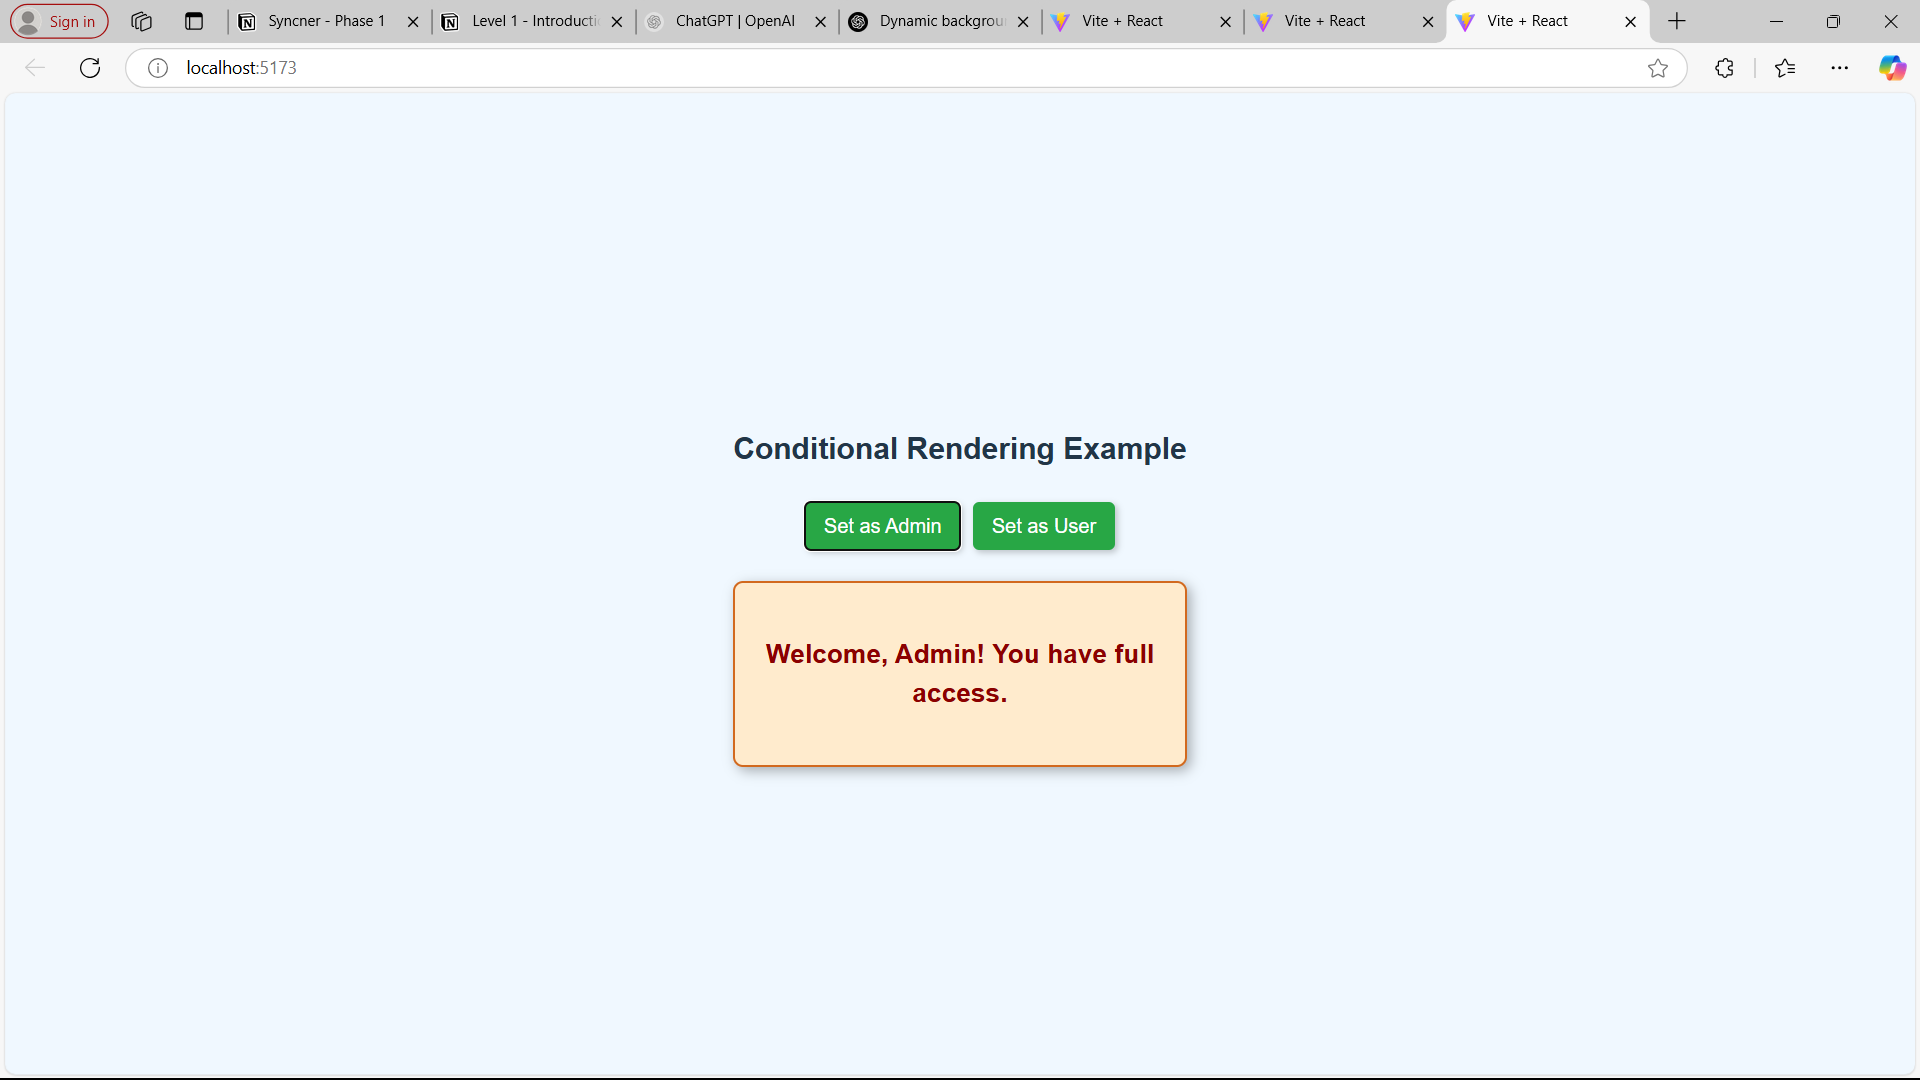 Sign in
Syncner - Phase 1
Level 1 - Introducti
ChatGPT | OpenAI
Dynamic backgrou
Vite + React
Vite + React
Vite + React
localhost:5173
Conditional Rendering Example
Set as Admin
Set as User
Welcome, Admin! You have full
access.